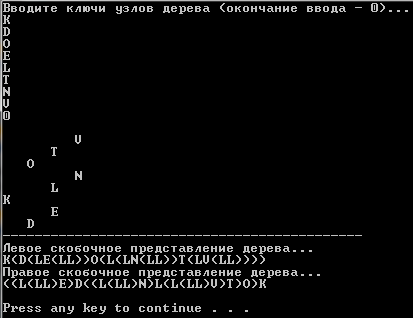 Вводите ключи узлов дерева (окончание ввода - 0)...
K
D
O
E
L
T
N
V
0
V
T
O
N
L
K
E
D
---------------------------------------------
Левое скобочное представление дерева...
K(D(LE(LL))O(L(LN(LL))T(LV(LL))))
Правое скобочное представление дерева...
((L(LL)E)D((L(LL)N)L(L(LL)V)T)O)K
Press any key to continue . . .